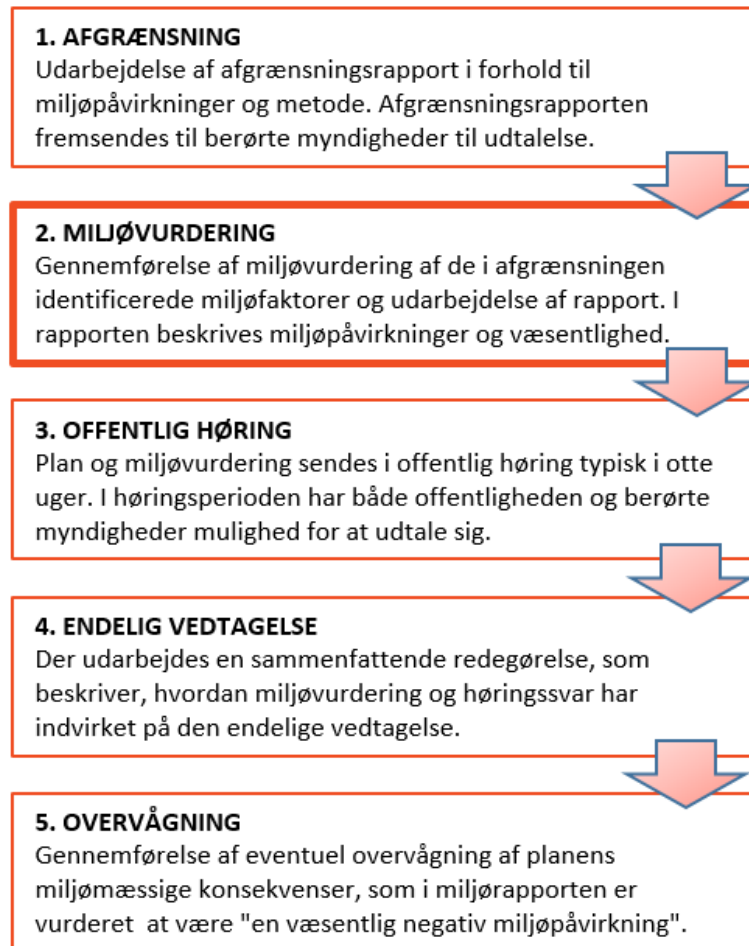 1. AFGRÆNSNING
Udarbejdelse af afgrænsningsrapport i forhold til
miljøpåvirkninger og metode. Afgrænsningsrapporten
fremsendes til berørte myndigheder til udtalelse.
2. MILJØVURDERING
Gennemførelse af miljøvurdering af de i afgrænsningen
identificerede miljøfaktorer og udarbejdelse af rapport. I
rapporten beskrives miljøpåvirkninger og væsentlighed.
3. OFFENTLIG HØRING
Plan og miljøvurdering sendes i offentlig høring typisk i otte
uger. I høringsperioden har både offentligheden og berørte
myndigheder mulighed for at udtale sig.
4. ENDELIG VEDTAGELSE
Der udarbejdes en sammenfattende redegørelse, som
beskriver, hvordan miljøvurdering og høringssvar har
indvirket på den endelige vedtagelse.
5. OVERVÅGNING
Gennemførelse af eventuel overvågning af planens
miljømæssige konsekvenser, som i miljørapporten er
vurderet at være "en væsentlig negativ miljøpåvirkning".